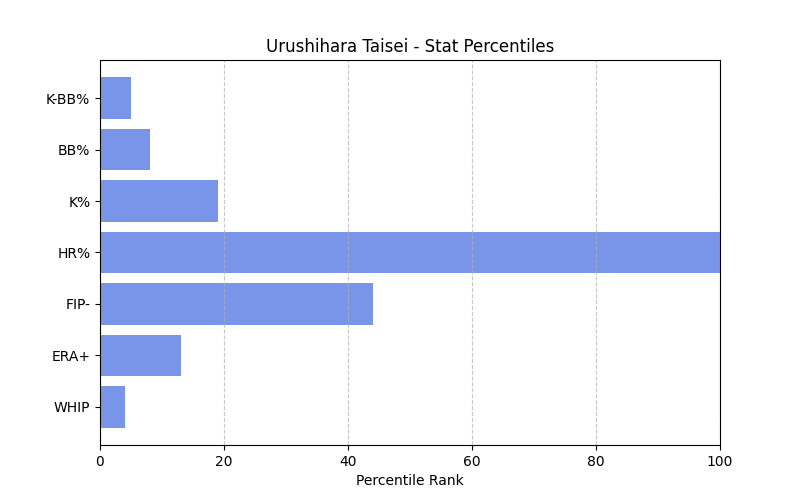 Urushihara Taisei - Stat Percentiles
K-BB%
BB%
K%
HR%
FIP-
ERA+
WHIP
0 20 40 60 80 100
Percentile Rank